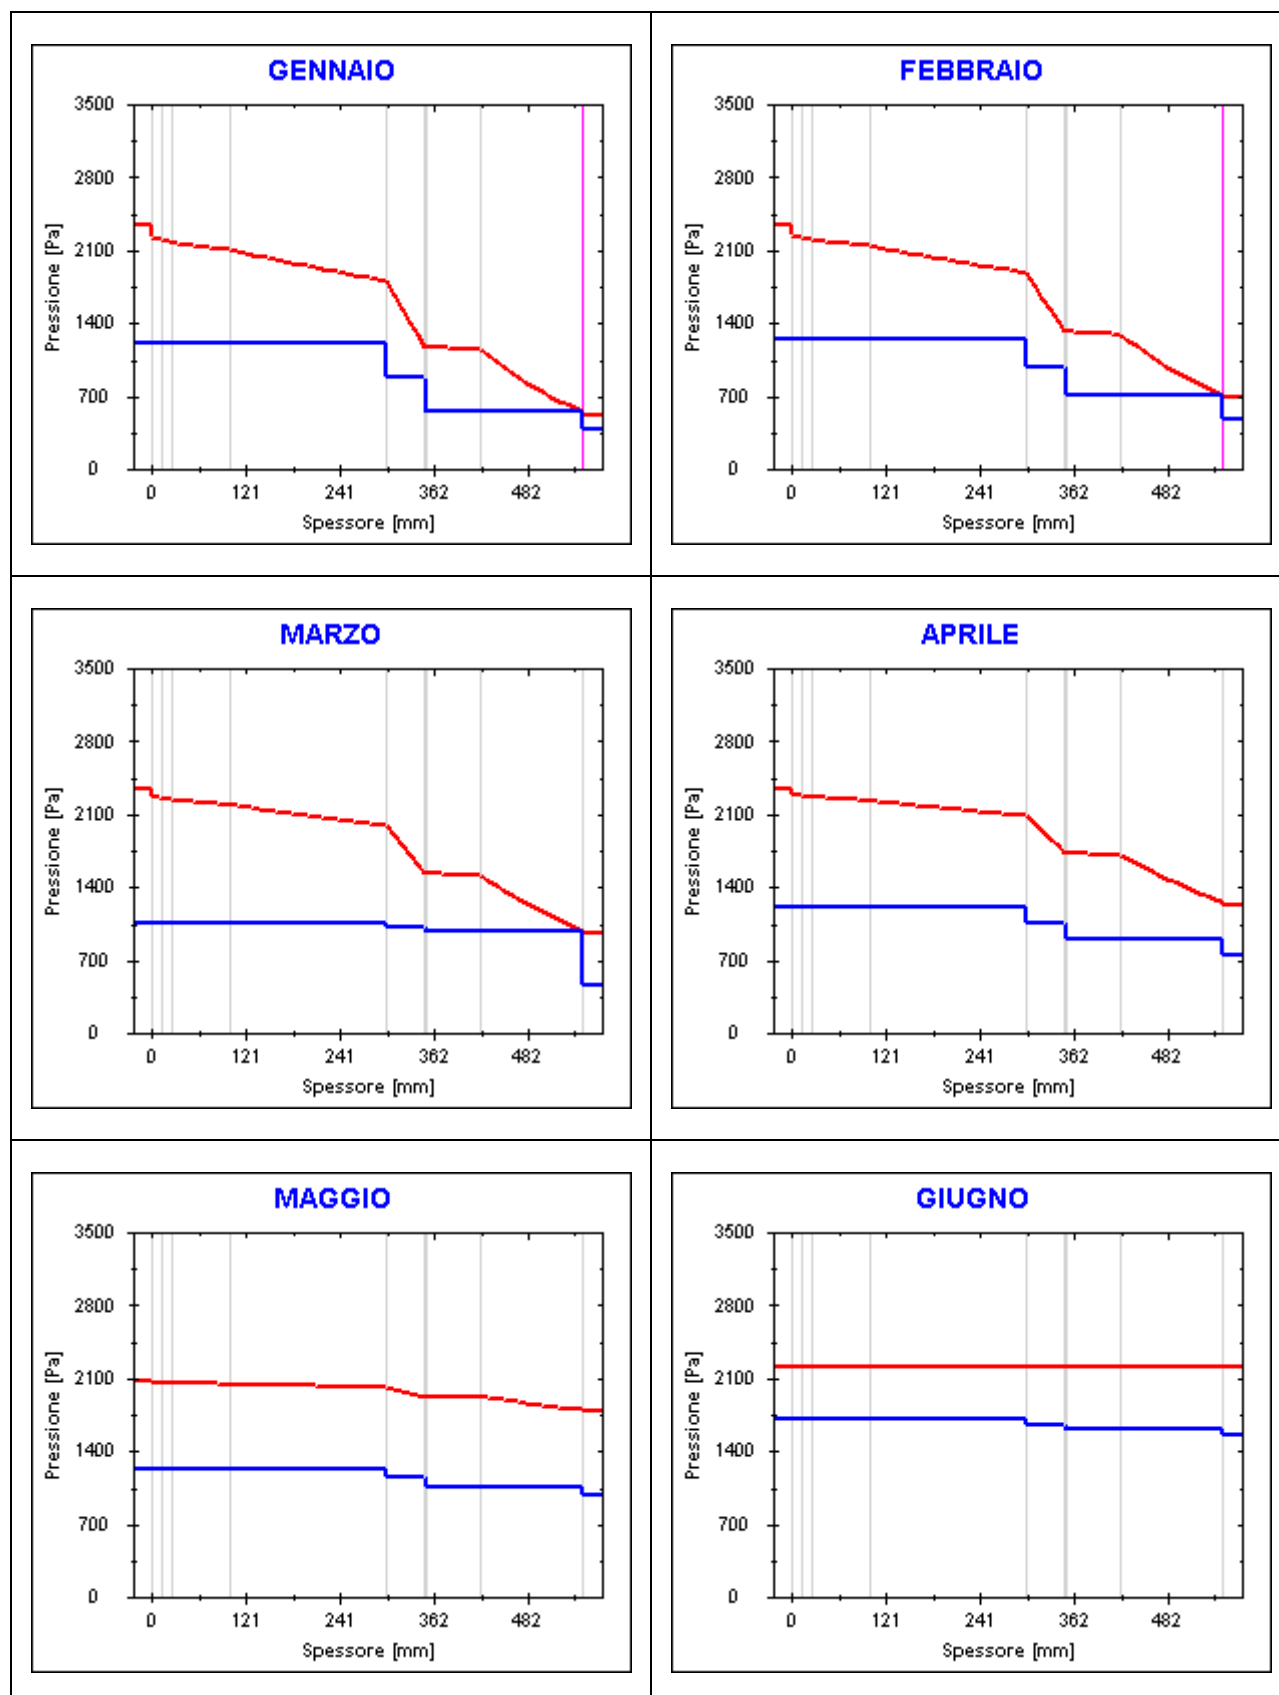 GENNAIO
3500
2800
2100
1400
700
0
Pressione [Pa]
0 121 241 362 482
Spessore [mm]
FEBBRAIO
3500
2800
2100
1400
700
0
Pressione [Pa]
0 121 241 362 482
Spessore [mm]
MARZO
3500
2800
2100
1400
700
0
Pressione [Pa]
0 121 241 362 482
Spessore [mm]
APRILE
3500
2800
2100
1400
700
0
Pressione [Pa]
0 121 241 362 482
Spessore [mm]
MAGGIO
3500
2800
2100
1400
700
0
Pressione [Pa]
0 121 241 362 482
Spessore [mm]
GIUGNO
3500
2800
2100
1400
700
0
Pressione [Pa]
0 121 241 362 482
Spessore [mm]